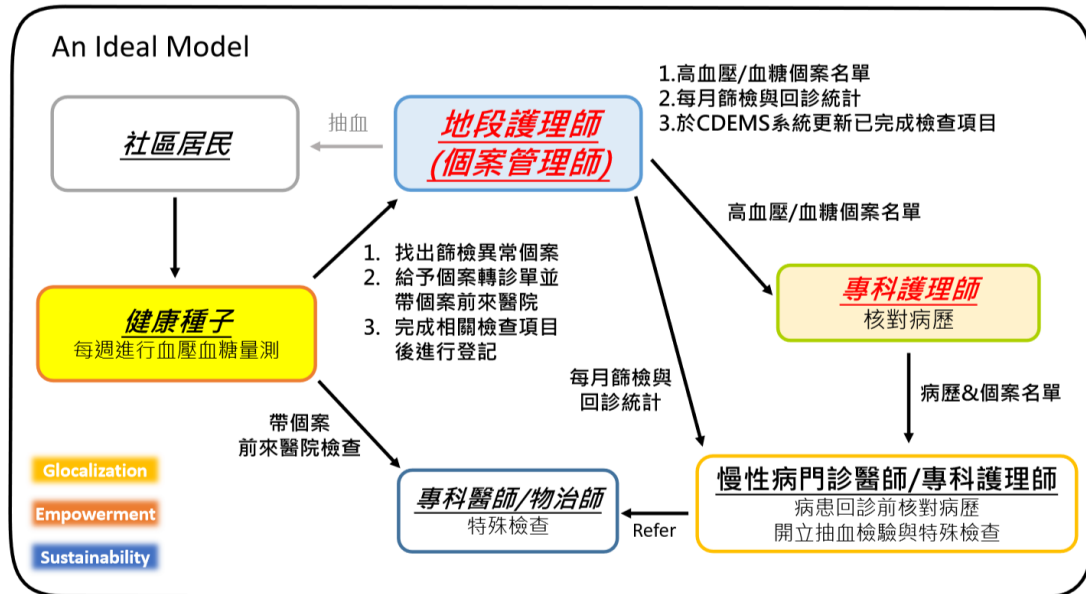 An Ideal Model
社區居民
抽血
地段護理師
(個案管理師)
1.高血壓/血糖個案名單
2.每月篩檢與回診統計
3.於CDEMS系統更新已完成檢查項目
高血壓/血糖個案名單
1. 找出篩檢異常個案
2. 給予個案轉診單並
帶個案前來醫院
3. 完成相關檢查項目
後進行登記
健康種子
每週進行血壓血糖量測
專科護理師
核對病歷
每月篩檢與
回診統計
病歷&個案名單
帶個案
前來醫院檢查
Glocalization
Empowerment
Sustainability
專科醫師/物治師
特殊檢查
Refer
慢性病門診醫師/專科護理師
病患回診前核對病歷
開立抽血檢驗與特殊檢查